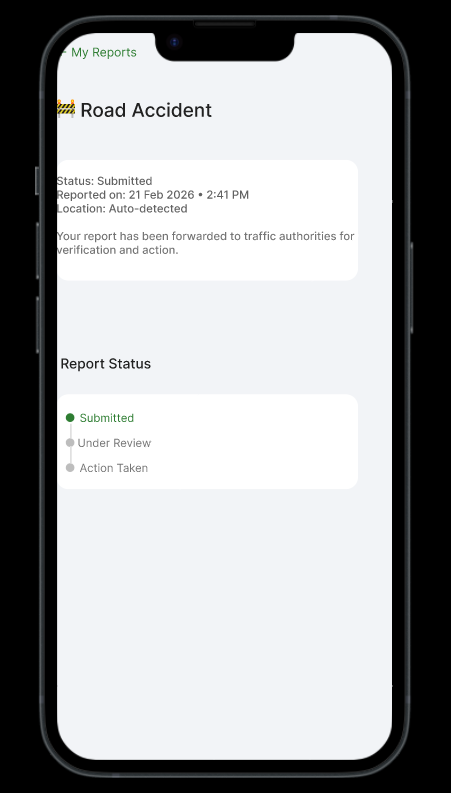 ← My Reports
🚧 Road Accident
Status: Submitted
Reported on: 21 Feb 2026 • 2:41 PM
Location: Auto-detected
Your report has been forwarded to traffic authorities for
verification and action.
Report Status
Submitted
Under Review
Action Taken